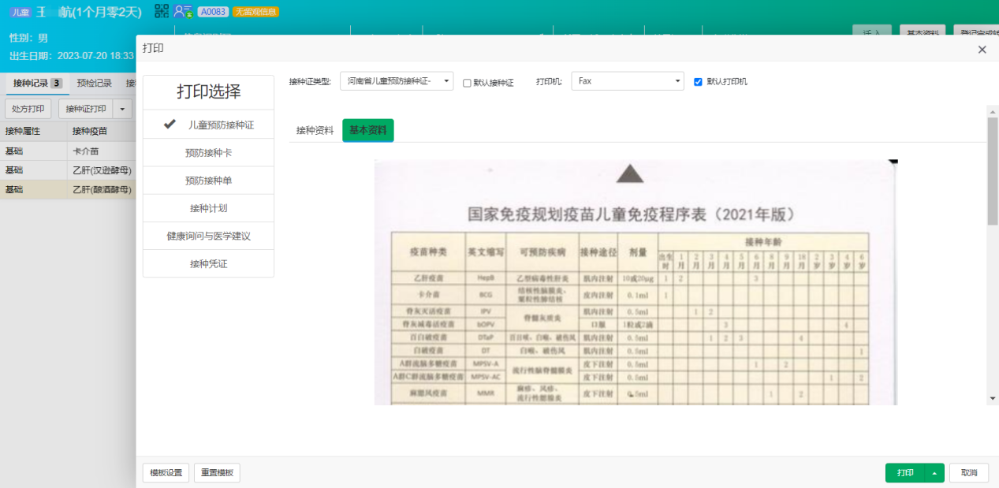 儿童 王 航(1个月零2天) A0083 无留观信息
性别: 男
出生日期: 2023-07-20 18:33
迁入 基本资料
接种记录 3 预检记录
处方打印 接种证打印
接种属性 接种疫苗
基础 卡介苗
基础 乙肝(汉逊酵母)
基础 乙肝(酿酒酵母)
打印
打印选择
儿童预防接种证
预防接种卡
预防接种单
接种计划
健康询问与医学建议
接种凭证
接种证类型: 河南省儿童预防接种证- 默认接种证 打印机: Fax 默认打印机
接种资料 基本资料
国家免疫规划疫苗儿童免疫程序表（2021年版）
疫苗种类 英文缩写 可预防疾病 接种途径 剂量 接种年龄
出生时 1月 2月 3月 4月 5月 6月 8月 9月 18月 2岁 3岁 4岁 6岁
乙肝疫苗 HepB 乙型病毒性肝炎 肌内注射 10或20μg 1 2 3
卡介苗 BCG 结核性脑膜炎、粟粒性肺结核 皮内注射 0.1ml 1
脊灰灭活疫苗 IPV 脊髓灰质炎 肌内注射 0.5ml 1 2
脊灰减毒活疫苗 bOPV 口服 1粒或2滴 3 4
百白破疫苗 DTaP 百日咳、白喉、破伤风 肌内注射 0.5ml 1 2 3 4
白破疫苗 DT 白喉、破伤风 肌内注射 0.5ml 1
A群流脑多糖疫苗 MPSV-A 流行性脑脊髓膜炎 皮下注射 0.5ml 1 2
A群C群流脑多糖疫苗 MPSV-AC 皮下注射 0.5ml 1 2
麻腮风疫苗 MMR 麻疹、风疹、流行性腮腺炎 皮下注射 0.5ml 1 2
模板设置 重置模板 打印 取消